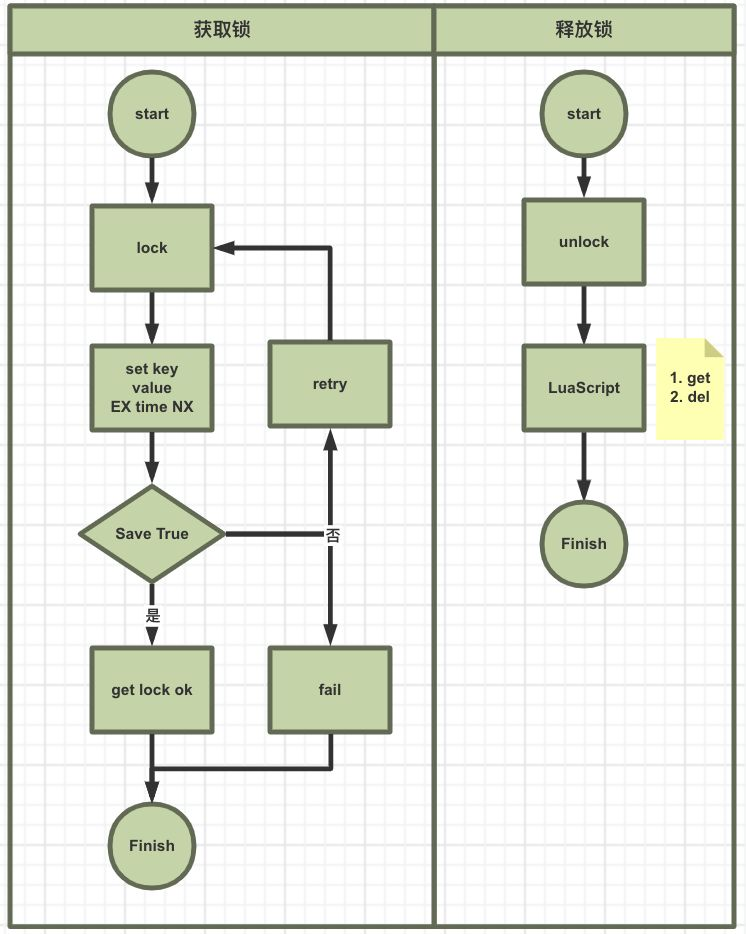 获取锁
释放锁
start
lock
set key
value
EX time NX
retry
Save True
否
是
get lock ok
fail
Finish
start
unlock
LuaScript
1. get
2. del
Finish